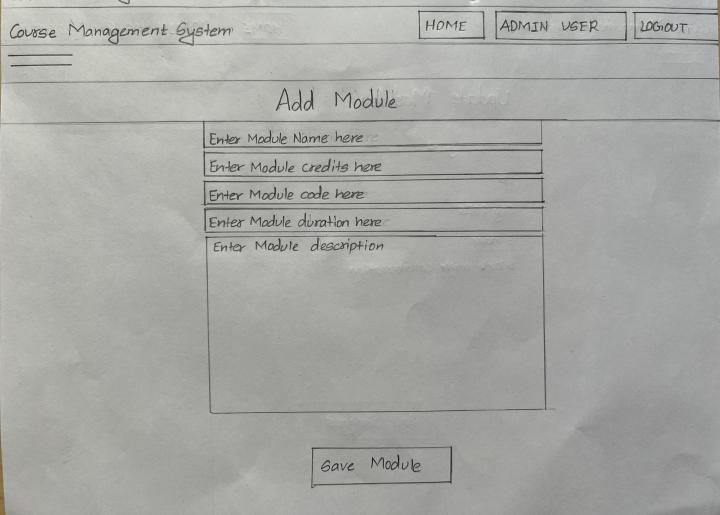 Course Management System
HOME
ADMIN USER
LOGOUT
Add Module
Enter Module Name here
Enter Module credits here
Enter Module code here
Enter Module duration here
Enter Module description
Save Module